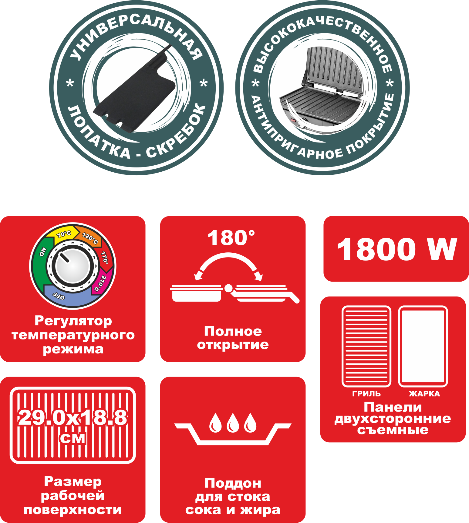 УНИВЕРСАЛЬНАЯ
* *
ЛОПАТКА - СКРЕБОК
ВЫСОКОКАЧЕСТВЕННОЕ
* *
АНТИПРИГАРНОЕ ПОКРЫТИЕ
Регулятор
температурного
режима
180°
Полное
открытие
1800 W
ГРИЛЬ ЖАРКА
Панели
двухсторонние
съемные
29.0x18.8
см
Размер
рабочей
поверхности
Поддон
для стока
сока и жира